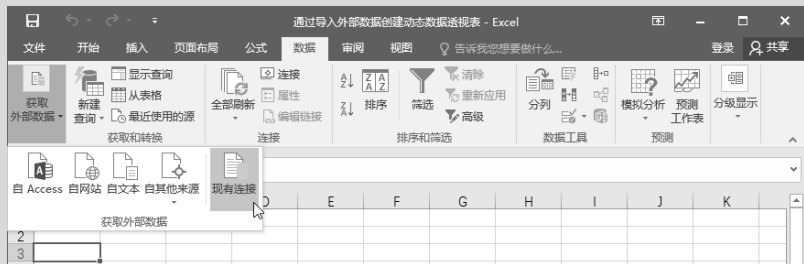 通过导入外部数据创建动态数据透视表 - Excel
文件 开始 插入 页面布局 公式 数据 审阅 视图 告诉我您想要做什么... 登录 共享
获取外部数据 新建查询 显示查询 从表格 最近使用的源 全部刷新 连接 属性 编辑链接 排序 筛选 清除 重新应用 高级 分列 模拟分析 预测工作表 分级显示
获取和转换 连接 排序和筛选 数据工具 预测
自 Access 自网站 自文本 自其他来源 现有连接
获取外部数据
D E F G H I J K
2
3